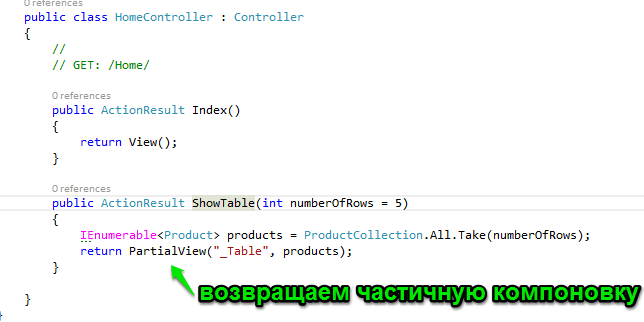 0 references
public class HomeController : Controller
{
//
// GET: /Home/
0 references
public ActionResult Index()
{
return View();
}
0 references
public ActionResult ShowTable(int numberOfRows = 5)
{
IEnumerable<Product> products = ProductCollection.All.Take(numberOfRows);
return PartialView("_Table", products);
}
возвращаем частичную компоновку
}
}